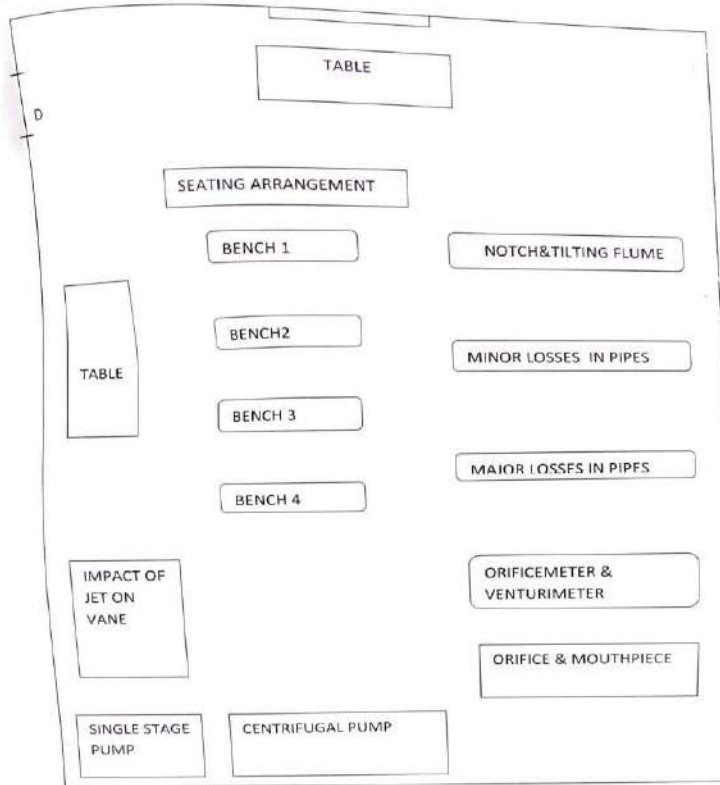 TABLE
D
SEATING ARRANGEMENT
BENCH 1
NOTCH&TILTING FLUME
BENCH2
MINOR LOSSES  IN PIPES
TABLE
BENCH 3
MAJOR LOSSES IN PIPES
BENCH 4
IMPACT OF
JET ON
VANE
ORIFICEMETER &
VENTURIMETER
ORIFICE & MOUTHPIECE
SINGLE STAGE
PUMP
CENTRIFUGAL PUMP